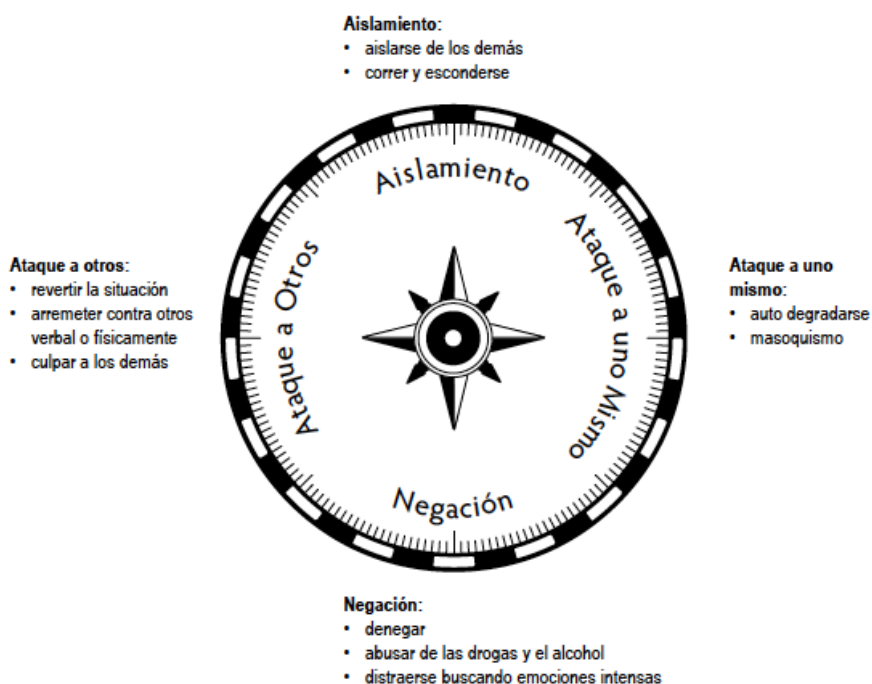 Aislamiento:
• aislarse de los demás
• correr y esconderse
Aislamiento
Ataque a Otros
Ataque a uno Mismo
Negación
Ataque a otros:
• revertir la situación
• arremeter contra otros
verbal o físicamente
• culpar a los demás
Ataque a uno
mismo:
• auto degradarse
• masoquismo
Negación:
• denegar
• abusar de las drogas y el alcohol
• distraerse buscando emociones intensas